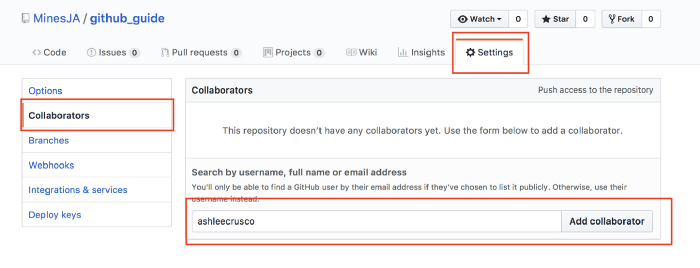 MinesJA / github_guide
Watch 0 Star 0 Fork 0
Code Issues 0 Pull requests 0 Projects 0 Wiki Insights Settings
Options
Collaborators
Branches
Webhooks
Integrations & services
Deploy keys
Collaborators Push access to the repository
This repository doesn't have any collaborators yet. Use the form below to add a collaborator.
Search by username, full name or email address
You'll only be able to find a GitHub user by their email address if they've chosen to list it publicly. Otherwise, use their
username instead.
ashleecrusco Add collaborator